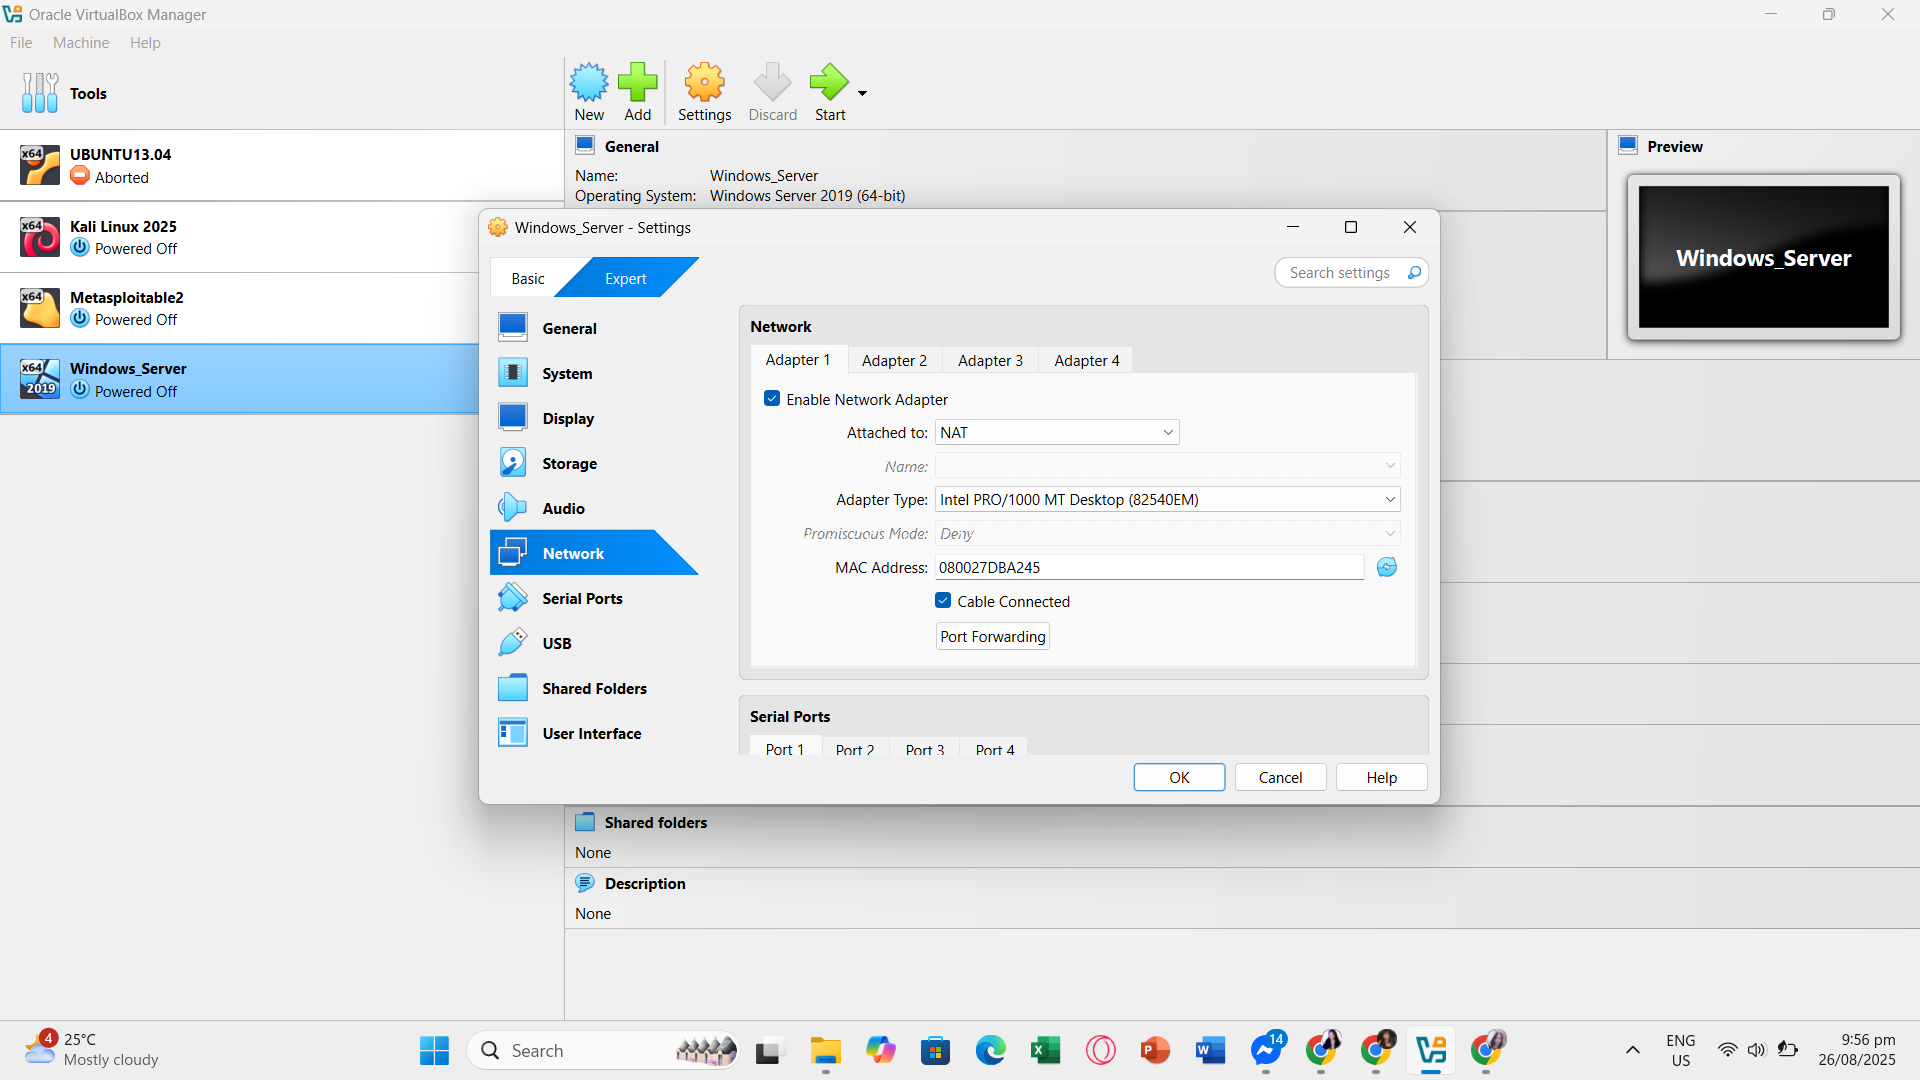 Oracle VirtualBox Manager
File Machine Help
Tools
New Add Settings Discard Start
x64 UBUNTU13.04
Aborted
x64 Kali Linux 2025
Powered Off
x64 Metasploitable2
Powered Off
x64 2019 Windows_Server
Powered Off
General
Name: Windows_Server
Operating System: Windows Server 2019 (64-bit)
Preview
Windows_Server
Windows_Server - Settings
Basic Expert
Search settings
General
System
Display
Storage
Audio
Network
Serial Ports
USB
Shared Folders
User Interface
Network
Adapter 1 Adapter 2 Adapter 3 Adapter 4
Enable Network Adapter
Attached to: NAT
Name:
Adapter Type: Intel PRO/1000 MT Desktop (82540EM)
Promiscuous Mode: Deny
MAC Address: 080027DBA245
Cable Connected
Port Forwarding
Serial Ports
Port 1 Port 2 Port 3 Port 4
OK Cancel Help
Shared folders
None
Description
None
4
25°C
Mostly cloudy
Search
14
ENG
US
9:56 pm
26/08/2025